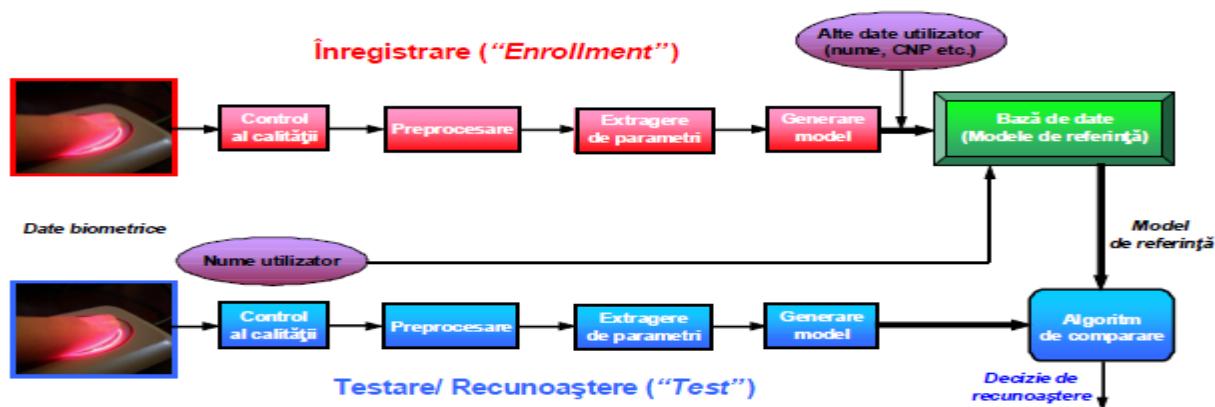 Înregistrare (“Enrollment”)
Alte date utilizator
(nume, CNP etc.)
Control
al calităţii
Preprocesare
Extragere
de parametri
Generare
model
Bază de date
(Modele de referinţă)
Date biometrice
Nume utilizator
Model
de referinţă
Control
al calităţii
Preprocesare
Extragere
de parametri
Generare
model
Algoritm
de comparare
Testare/ Recunoaştere (“Test”)
Decizie de
recunoaştere